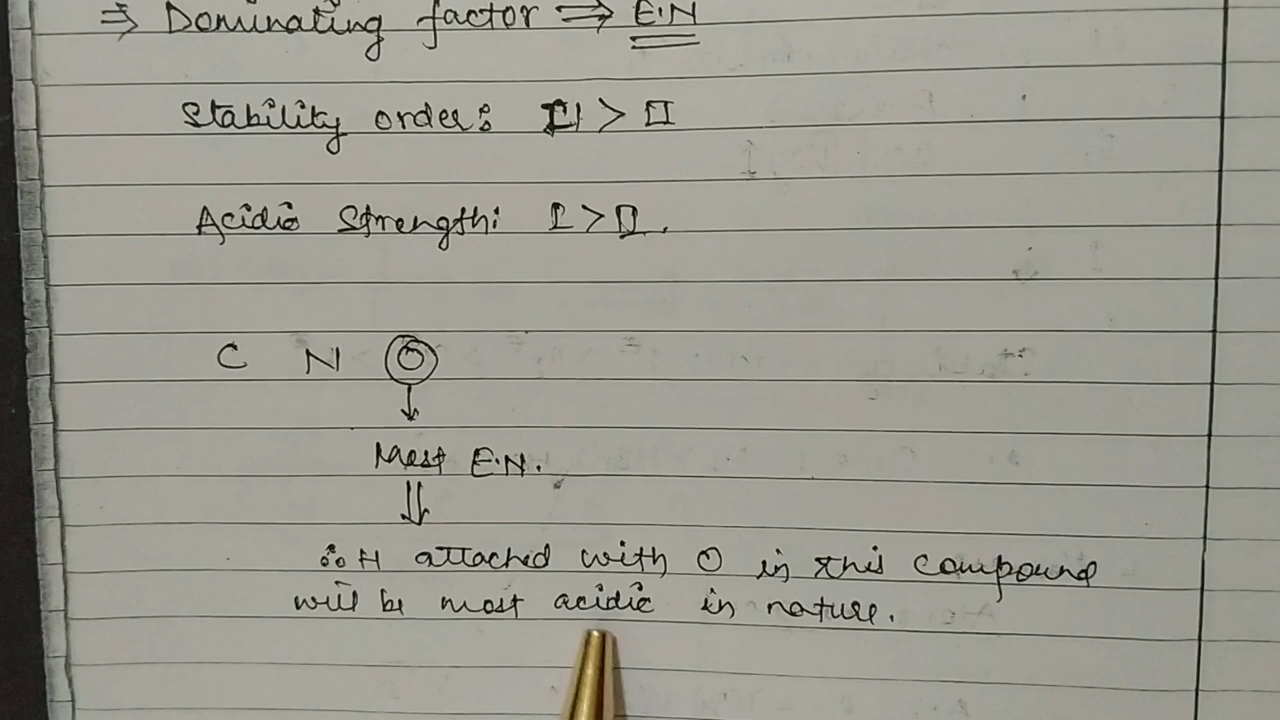 ⇒ Dominating factor ⇒ E.N
Stability order: I > II
Acidic Strength: I > II.
C N O
↓
Most E.N.
⇓
∴ H attached with O in this compound
will be most acidic in nature.